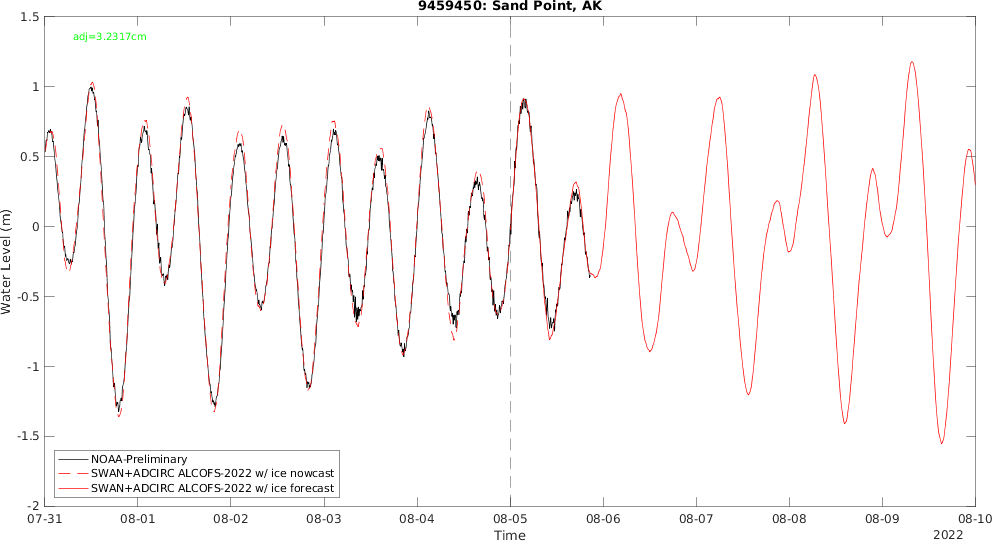 9459450: Sand Point, AK
adj=3.2317cm
1.5
1
0.5
0
-0.5
-1
-1.5
-2
Water Level (m)
NOAA-Preliminary
SWAN+ADCIRC ALCOFS-2022 w/ ice nowcast
SWAN+ADCIRC ALCOFS-2022 w/ ice forecast
07-31 08-01 08-02 08-03 08-04 08-05 08-06 08-07 08-08 08-09 08-10
Time
2022